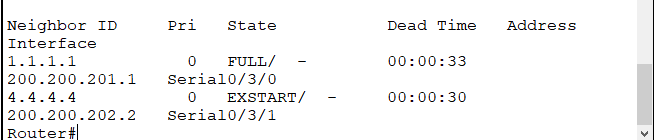 Neighbor ID     Pri   State           Dead Time   Address
Interface
1.1.1.1           0   FULL/  -        00:00:33
200.200.201.1   Serial0/3/0
4.4.4.4           0   EXSTART/  -     00:00:30
200.200.202.2   Serial0/3/1
Router#